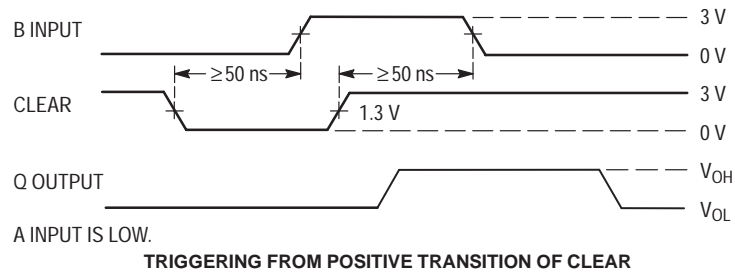 B INPUT
3 V
0 V
≥ 50 ns
≥ 50 ns
CLEAR
1.3 V
3 V
0 V
Q OUTPUT
VOH
VOL
A INPUT IS LOW.
TRIGGERING FROM POSITIVE TRANSITION OF CLEAR